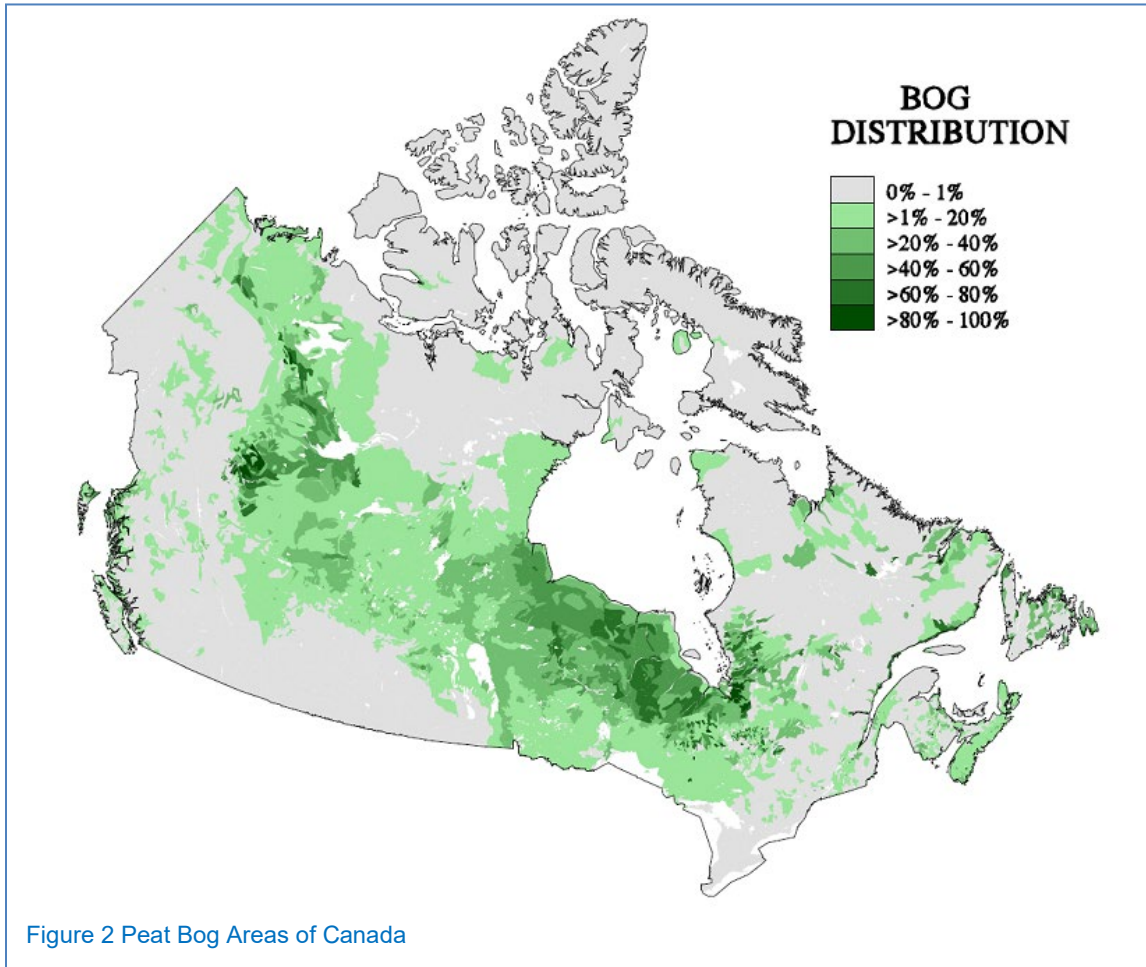 BOG
DISTRIBUTION
0% - 1%
>1% - 20%
>20% - 40%
>40% - 60%
>60% - 80%
>80% - 100%
Figure 2 Peat Bog Areas of Canada